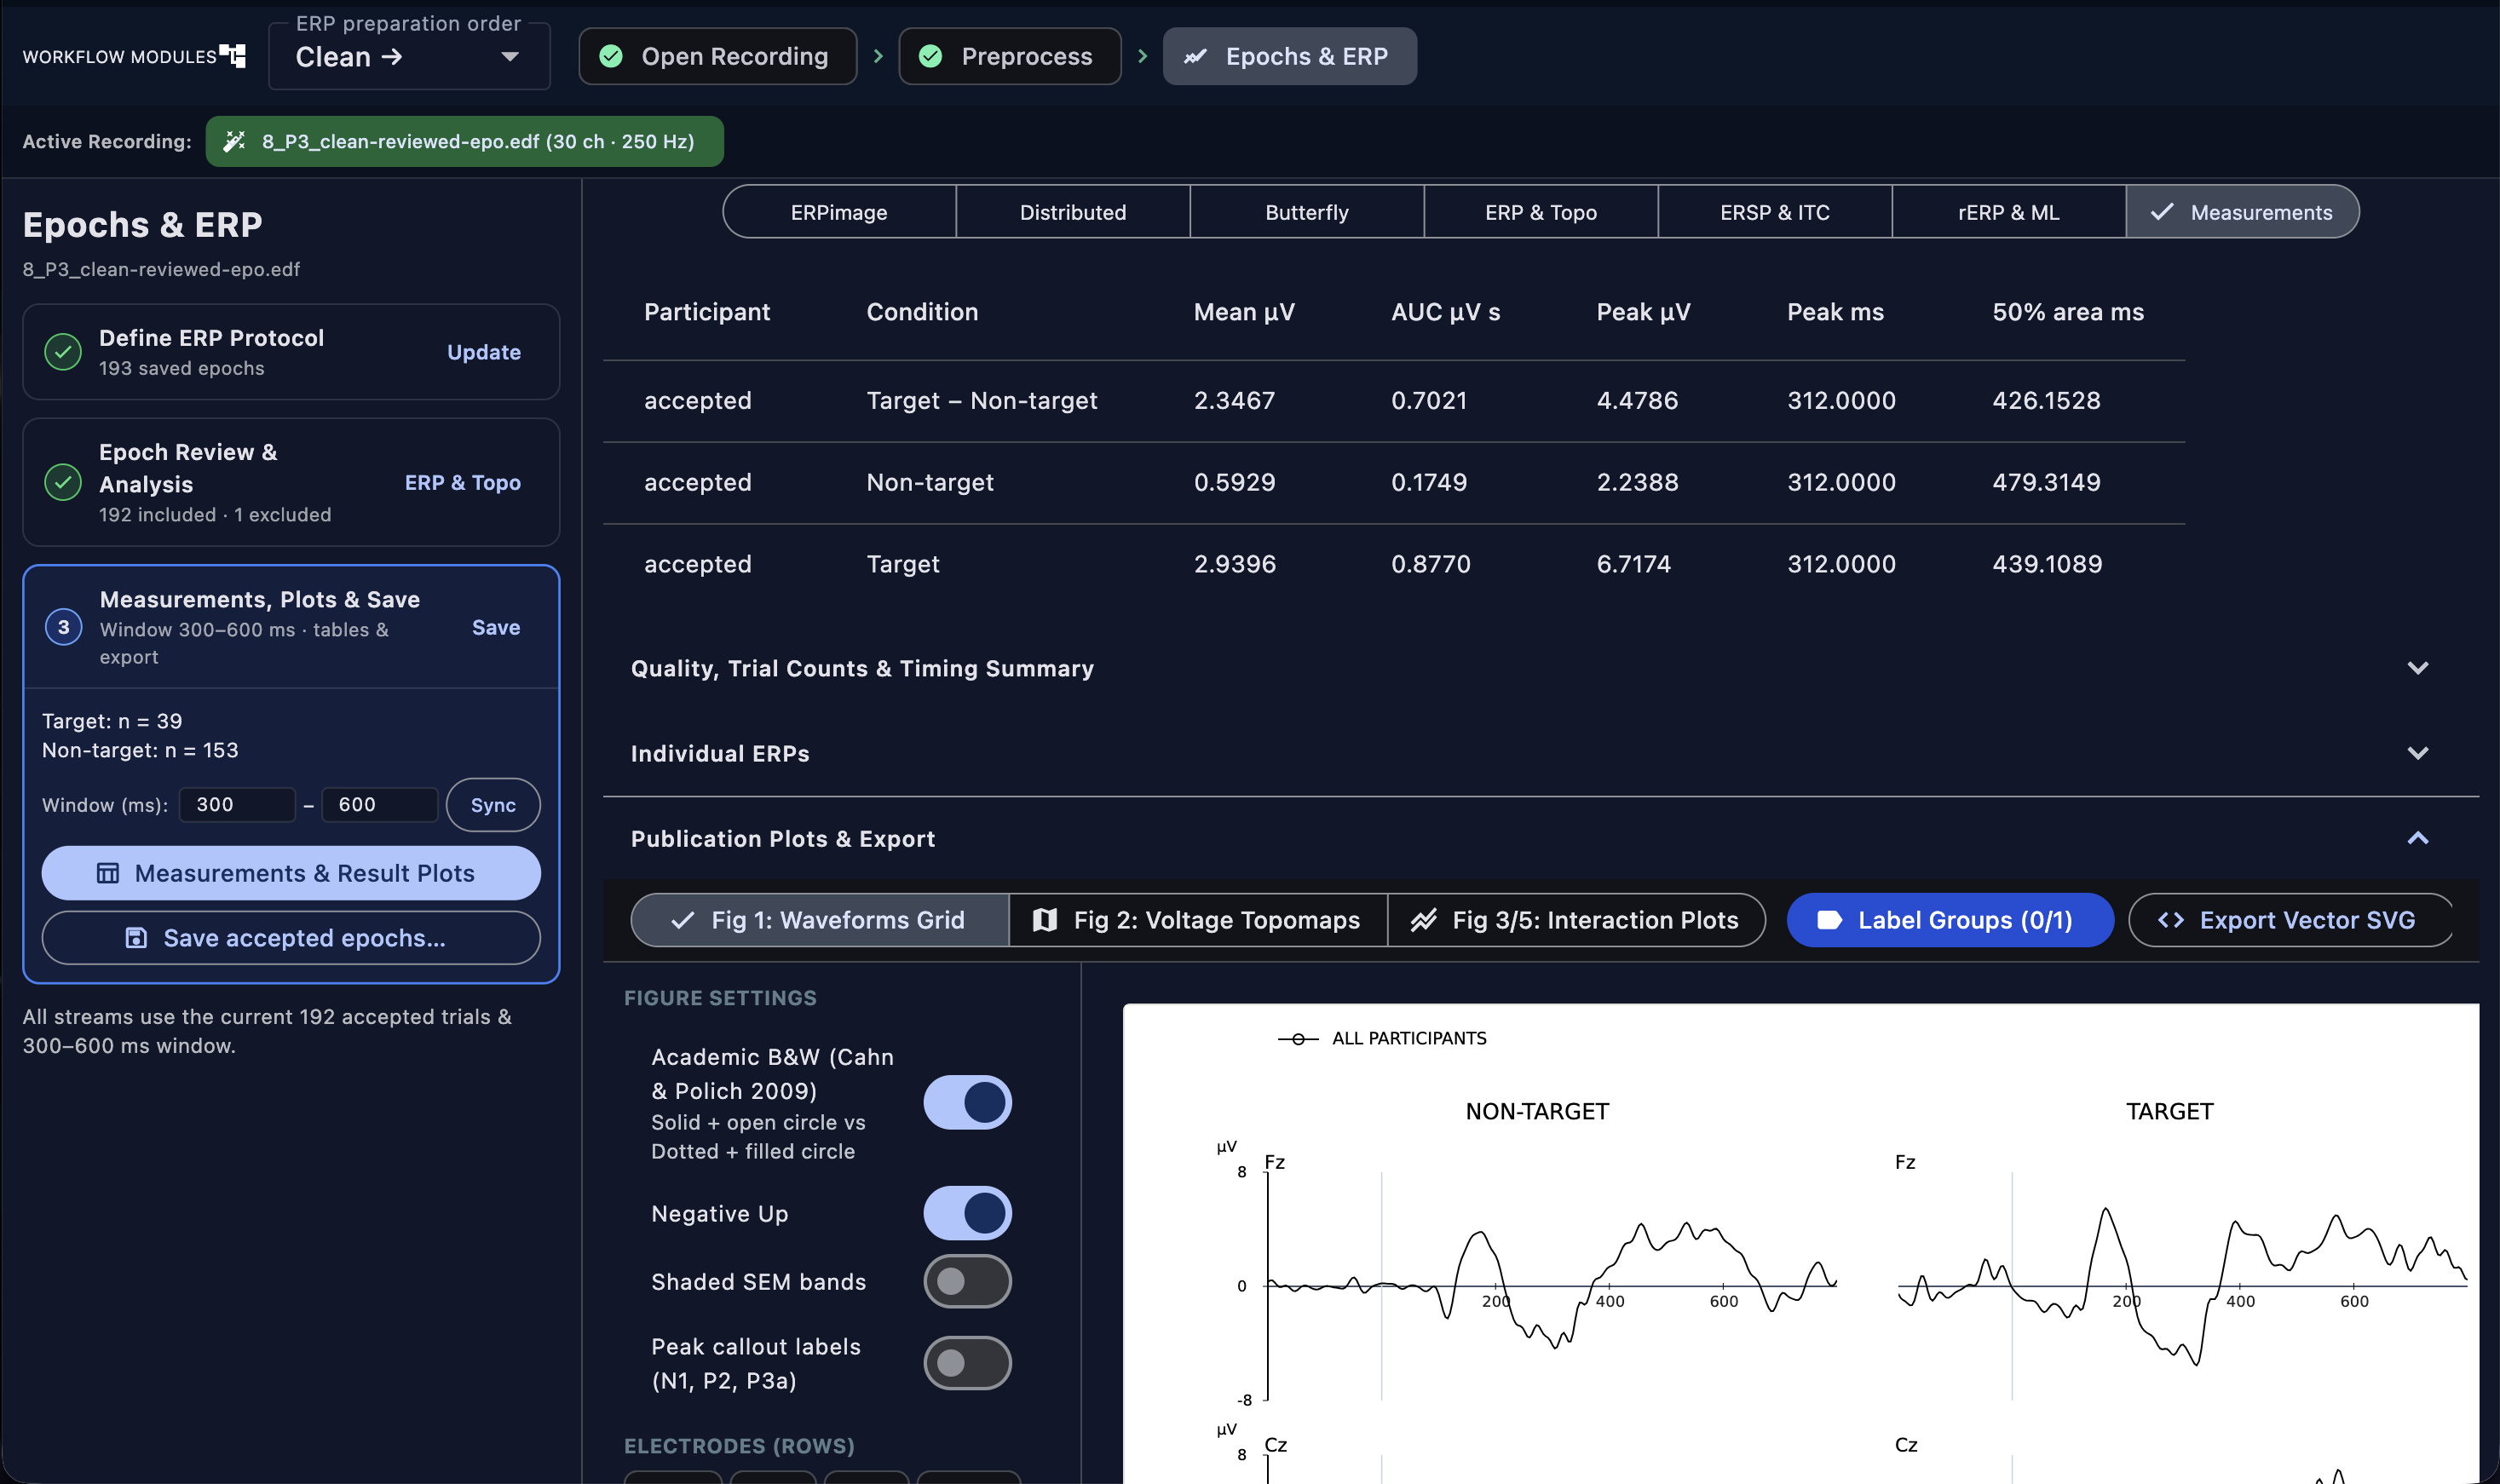 WORKFLOW MODULES
ERP preparation order
Clean →
Open Recording
Preprocess
Epochs & ERP
Active Recording:
8_P3_clean-reviewed-epo.edf (30 ch · 250 Hz)
Epochs & ERP
8_P3_clean-reviewed-epo.edf
Define ERP Protocol
193 saved epochs
Update
Epoch Review &
Analysis
192 included · 1 excluded
ERP & Topo
3
Measurements, Plots & Save
Window 300–600 ms · tables &
export
Save
Target: n = 39
Non-target: n = 153
Window (ms): 300 – 600 Sync
Measurements & Result Plots
Save accepted epochs...
All streams use the current 192 accepted trials &
300–600 ms window.
ERPimage Distributed Butterfly ERP & Topo ERSP & ITC rERP & ML Measurements
Participant Condition Mean µV AUC µV s Peak µV Peak ms 50% area ms
accepted Target – Non-target 2.3467 0.7021 4.4786 312.0000 426.1528
accepted Non-target 0.5929 0.1749 2.2388 312.0000 479.3149
accepted Target 2.9396 0.8770 6.7174 312.0000 439.1089
Quality, Trial Counts & Timing Summary
Individual ERPs
Publication Plots & Export
Fig 1: Waveforms Grid Fig 2: Voltage Topomaps Fig 3/5: Interaction Plots Label Groups (0/1) Export Vector SVG
FIGURE SETTINGS
Academic B&W (Cahn
& Polich 2009)
Solid + open circle vs
Dotted + filled circle
Negative Up
Shaded SEM bands
Peak callout labels
(N1, P2, P3a)
ELECTRODES (ROWS)
ALL PARTICIPANTS
NON-TARGET TARGET
µV
Fz Fz
8
0
200 400 600 200 400 600
-8
µV
Cz Cz
8